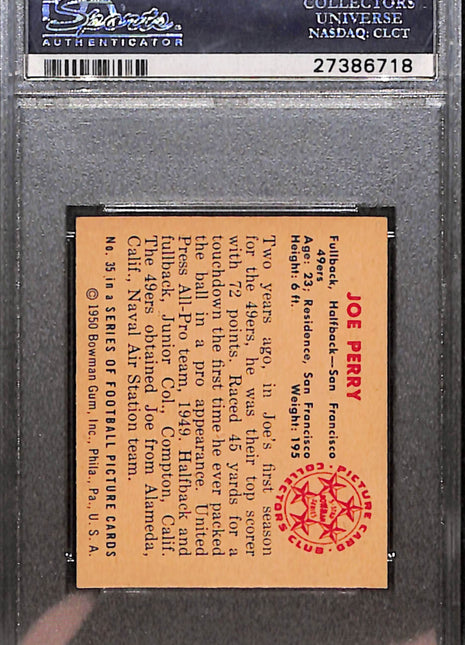 COLLECTORS
UNIVERSE
NASDAQ: CLCT
Sports
AUTHENTICATOR
27386718
JOE PERRY
Fullback, Halfback—San Francisco
49ers
Age: 23; Residence, San Francisco
Height: 6 ft. Weight: 195
PICTURE CARD
COLLECTORS CLUB
Two years ago, in Joe's first season
for the 49ers, he was their top scorer
with 72 points. Raced 45 yards for a
touchdown the first time he ever packed
the ball in a pro appearance. United
Press All-Pro team, 1949. Halfback and
fullback, Junior Col., Compton, Calif.
The 49ers obtained Joe from Alameda,
Calif., Naval Air Station team.
No. 35 in a SERIES OF FOOTBALL PICTURE CARDS
© 1950 Bowman Gum, Inc., Phila., Pa., U. S. A.